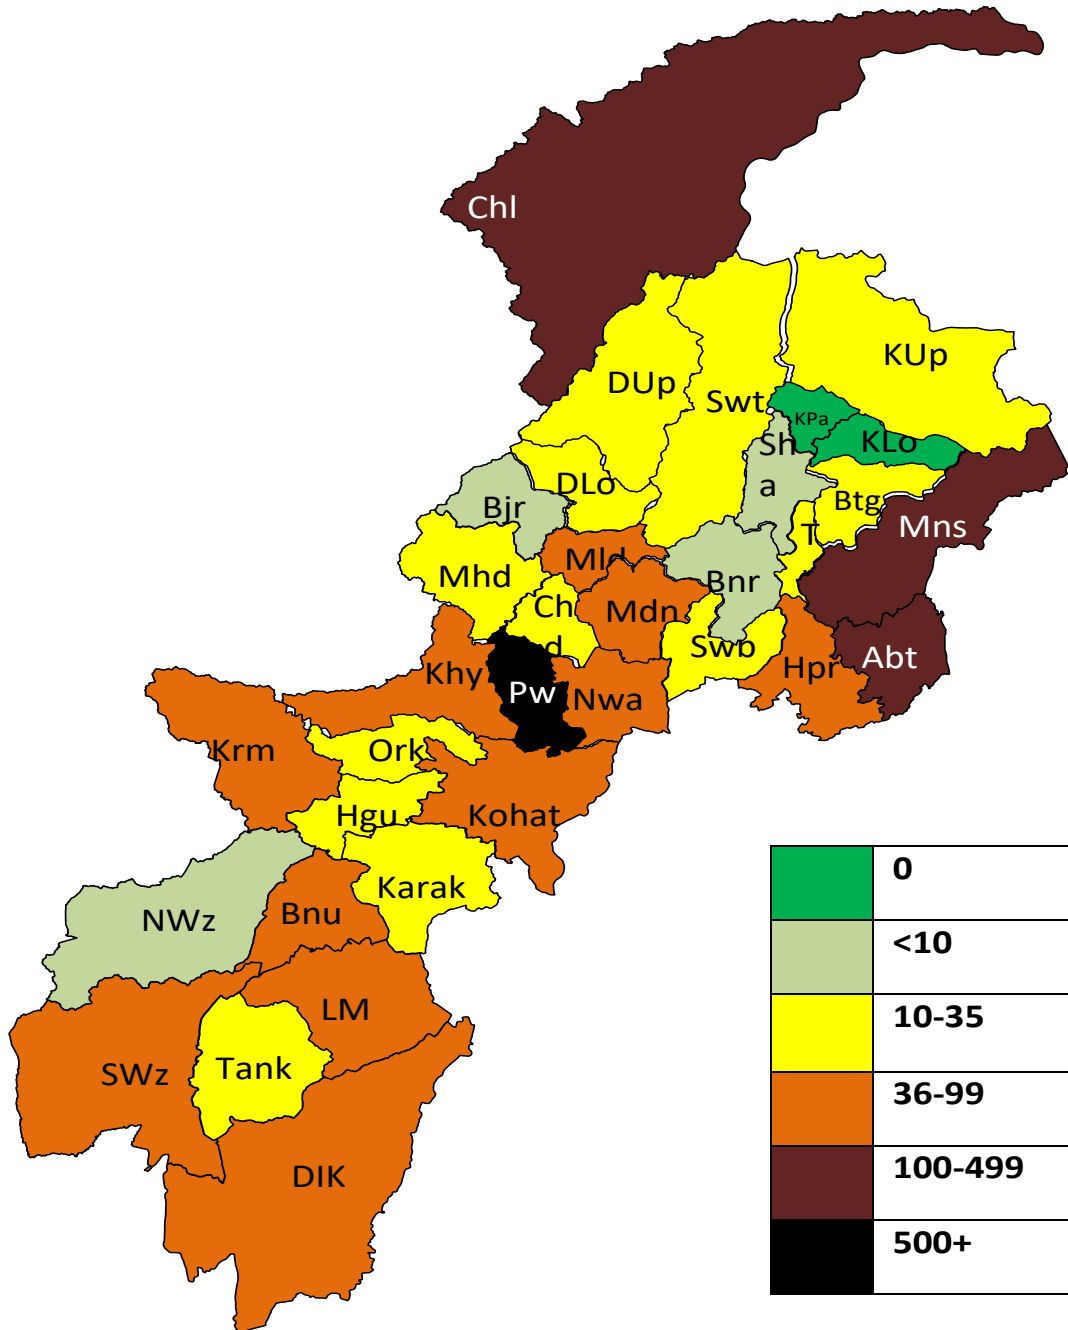 Chl
KUp
DUp
Swt
KPa
KLo
Sh
a
DLo
Btg
Bjr
Mns
T
Mld
Mhd
Bnr
Ch
d
Mdn
Swb
Abt
Hpr
Khy
Pw
Nwa
Krm
Ork
Hgu
Kohat
Karak
Bnu
NWz
LM
Tank
SWz
DIK
0
<10
10-35
36-99
100-499
500+